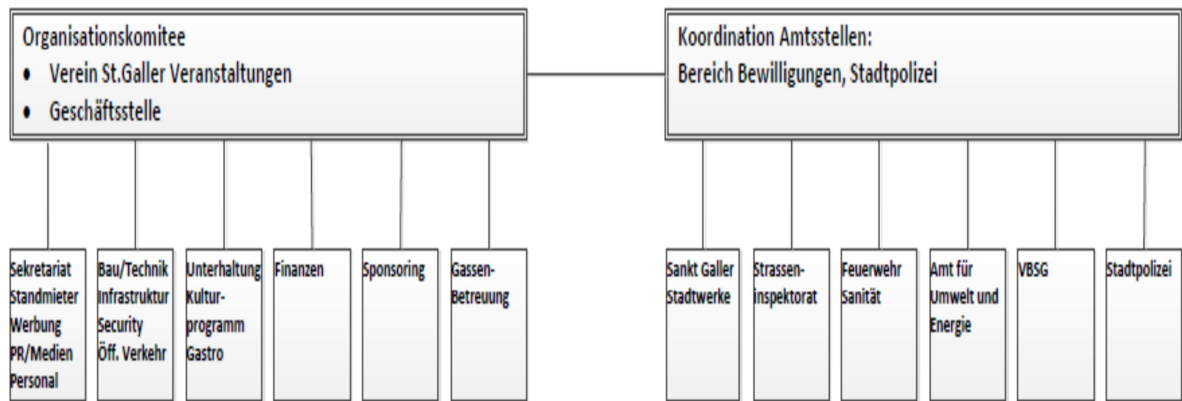 Organisationskomitee
• Verein St.Galler Veranstaltungen
• Geschäftsstelle
Koordination Amtsstellen:
Bereich Bewilligungen, Stadtpolizei
Sekretariat
Standmieter
Werbung
PR/Medien
Personal
Bau/Technik
Infrastruktur
Security
Öff. Verkehr
Unterhaltung
Kultur-
programm
Gastro
Finanzen
Sponsoring
Gassen-
Betreuung
Sankt Galler
Stadtwerke
Strassen-
inspektorat
Feuerwehr
Sanität
Amt für
Umwelt und
Energie
VBSG
Stadtpolizei